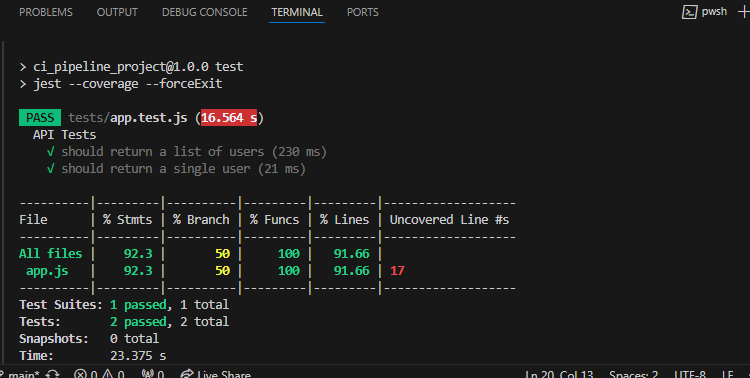 PROBLEMS OUTPUT DEBUG CONSOLE TERMINAL PORTS pwsh
> ci_pipeline_project@1.0.0 test
> jest --coverage --forceExit
PASS tests/app.test.js (16.564 s)
API Tests
√ should return a list of users (230 ms)
√ should return a single user (21 ms)
----------|---------|----------|---------|---------|-------------------
File | % Stmts | % Branch | % Funcs | % Lines | Uncovered Line #s
----------|---------|----------|---------|---------|-------------------
All files | 92.3 | 50 | 100 | 91.66 |
app.js | 92.3 | 50 | 100 | 91.66 | 17
----------|---------|----------|---------|---------|-------------------
Test Suites: 1 passed, 1 total
Tests: 2 passed, 2 total
Snapshots: 0 total
Time: 23.375 s
main* 0 0 0 Live Share Ln 20, Col 13 Spaces: 2 UTF-8 LF